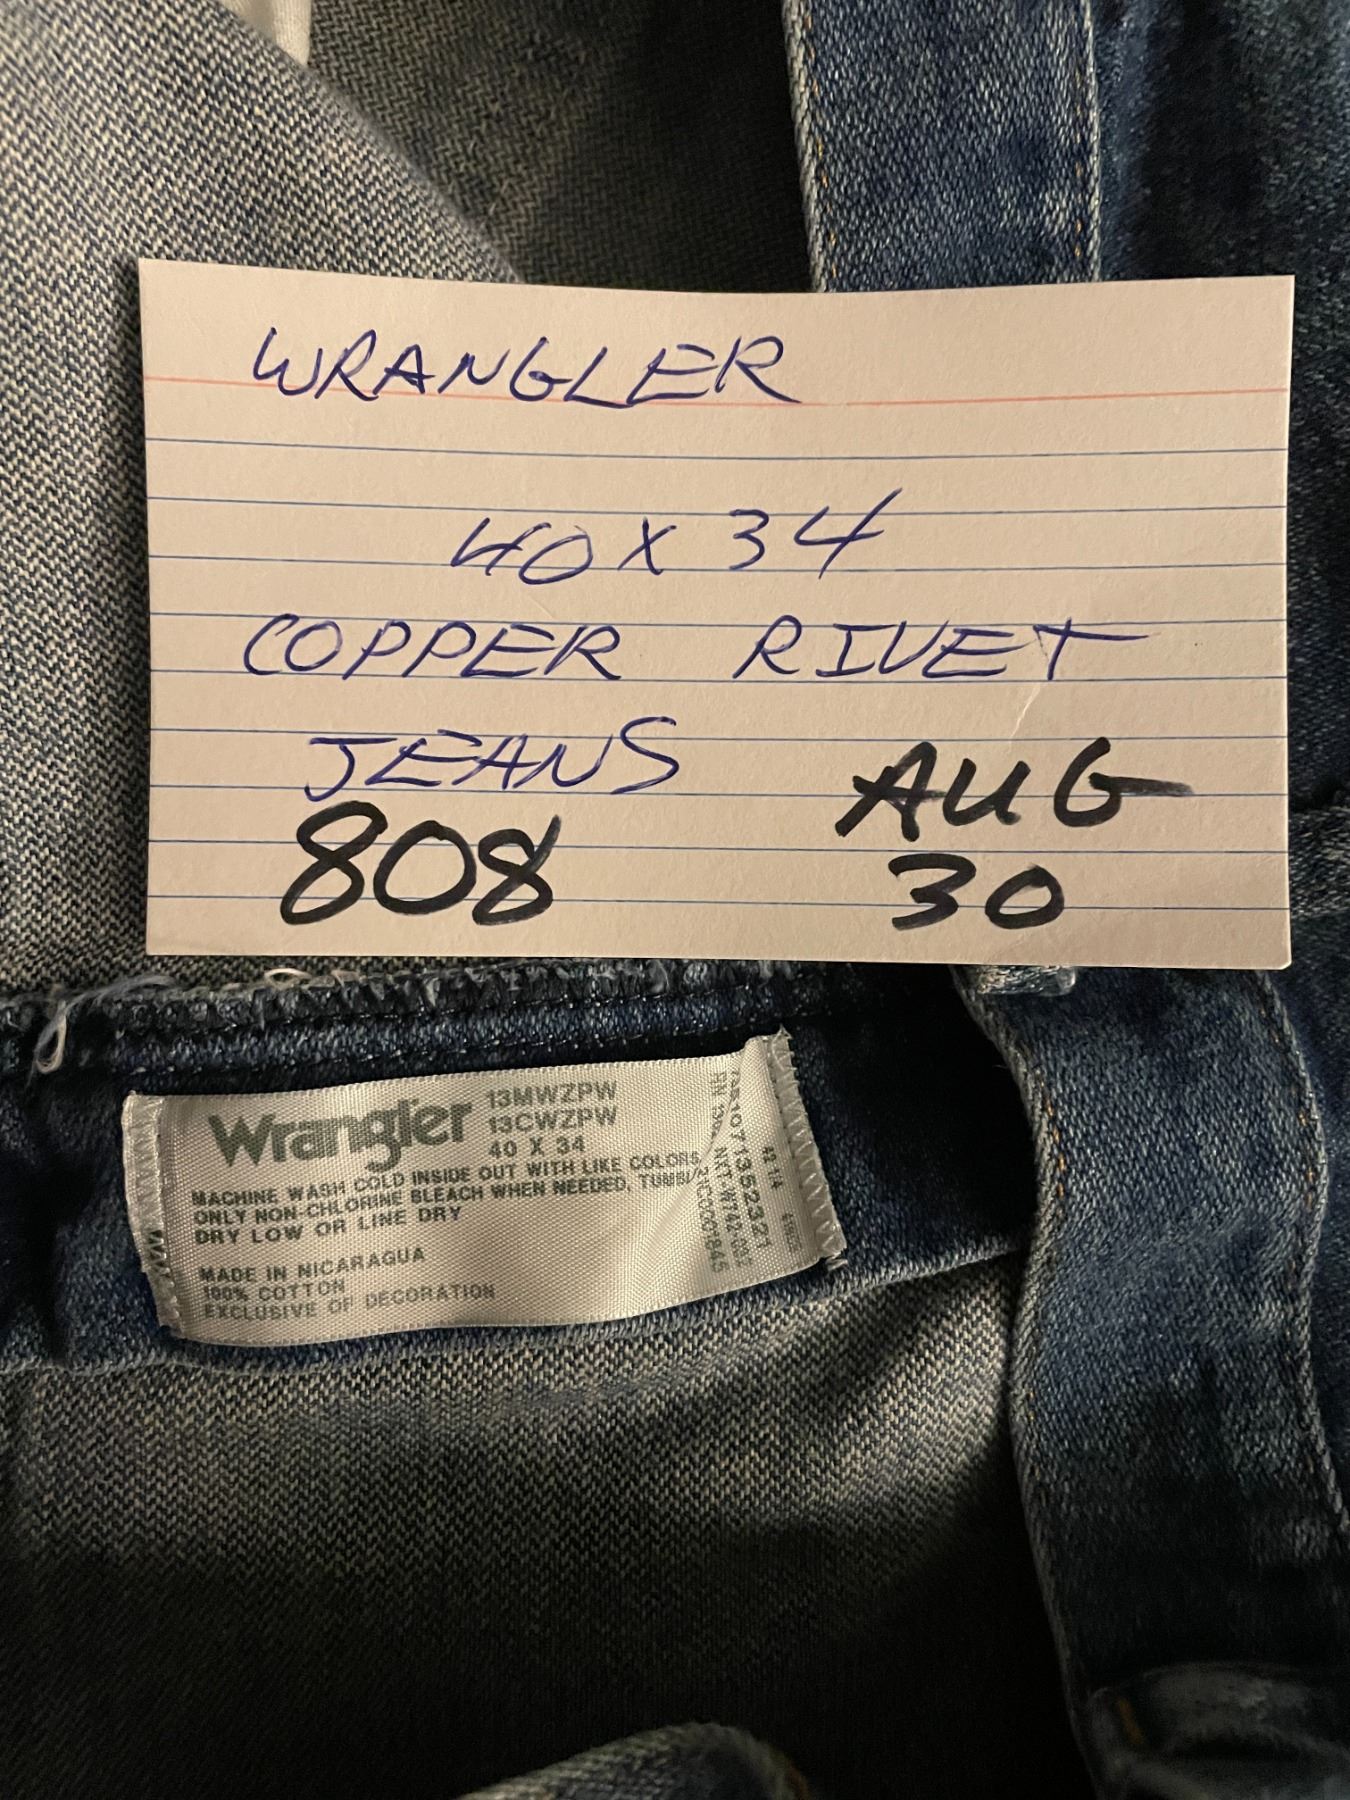 WRANGLER
40 X 34
COPPER RIVET
JEANS
808
AUG
30
Wrangler
13MWZPW
13CWZPW
40 X 34
MACHINE WASH COLD INSIDE OUT WITH LIKE COLORS,
ONLY NON-CHLORINE BLEACH WHEN NEEDED, TUMBL
DRY LOW OR LINE DRY
MADE IN NICARAGUA
100% COTTON
EXCLUSIVE OF DECORATION